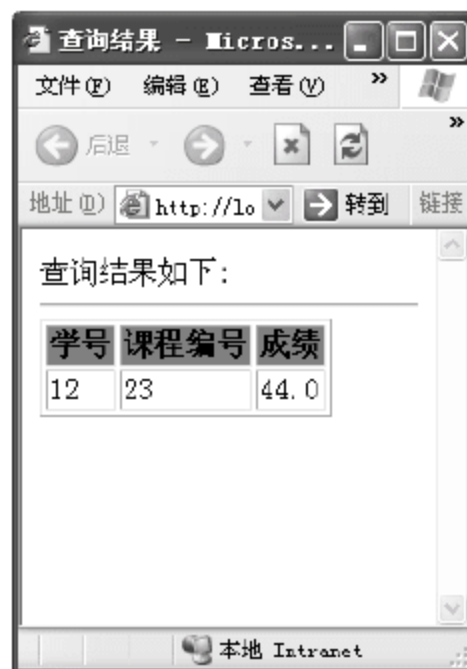 查询结果 - Micros...
文件(F) 编辑(E) 查看(V) »
后退 »
地址(D) http://lo 转到 链接
查询结果如下:
学号 课程编号 成绩
12 23 44.0
本地 Intranet